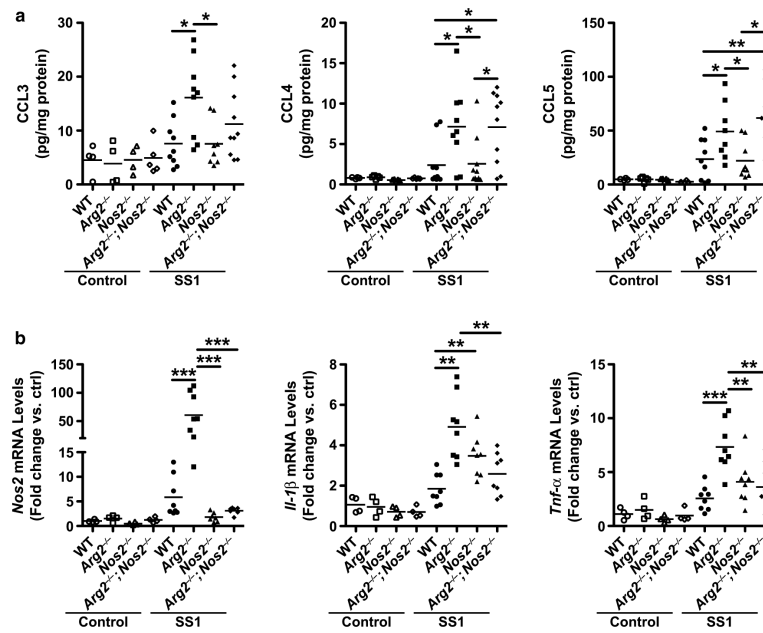 a
CCL3
(pg/mg protein)
30
20
10
0
* *
WT
Arg2⁻/⁻
Nos2⁻/⁻
Arg2⁻/⁻; Nos2⁻/⁻
WT
Arg2⁻/⁻
Nos2⁻/⁻
Arg2⁻/⁻; Nos2⁻/⁻
Control SS1
CCL4
(pg/mg protein)
20
15
10
5
0
*
* *
*
WT
Arg2⁻/⁻
Nos2⁻/⁻
Arg2⁻/⁻; Nos2⁻/⁻
WT
Arg2⁻/⁻
Nos2⁻/⁻
Arg2⁻/⁻; Nos2⁻/⁻
Control SS1
CCL5
(pg/mg protein)
150
100
50
0
*
**
* *
WT
Arg2⁻/⁻
Nos2⁻/⁻
Arg2⁻/⁻; Nos2⁻/⁻
WT
Arg2⁻/⁻
Nos2⁻/⁻
Arg2⁻/⁻; Nos2⁻/⁻
Control SS1
b
Nos2 mRNA Levels
(Fold change vs. ctrl)
150
100
50
15
10
5
0
***
*** ***
WT
Arg2⁻/⁻
Nos2⁻/⁻
Arg2⁻/⁻; Nos2⁻/⁻
WT
Arg2⁻/⁻
Nos2⁻/⁻
Arg2⁻/⁻; Nos2⁻/⁻
Control SS1
Il-1β mRNA Levels
(Fold change vs. ctrl)
8
6
4
2
0
**
**
**
WT
Arg2⁻/⁻
Nos2⁻/⁻
Arg2⁻/⁻; Nos2⁻/⁻
WT
Arg2⁻/⁻
Nos2⁻/⁻
Arg2⁻/⁻; Nos2⁻/⁻
Control SS1
Tnf-α mRNA Levels
(Fold change vs. ctrl)
15
10
5
0
**
*** **
WT
Arg2⁻/⁻
Nos2⁻/⁻
Arg2⁻/⁻; Nos2⁻/⁻
WT
Arg2⁻/⁻
Nos2⁻/⁻
Arg2⁻/⁻; Nos2⁻/⁻
Control SS1